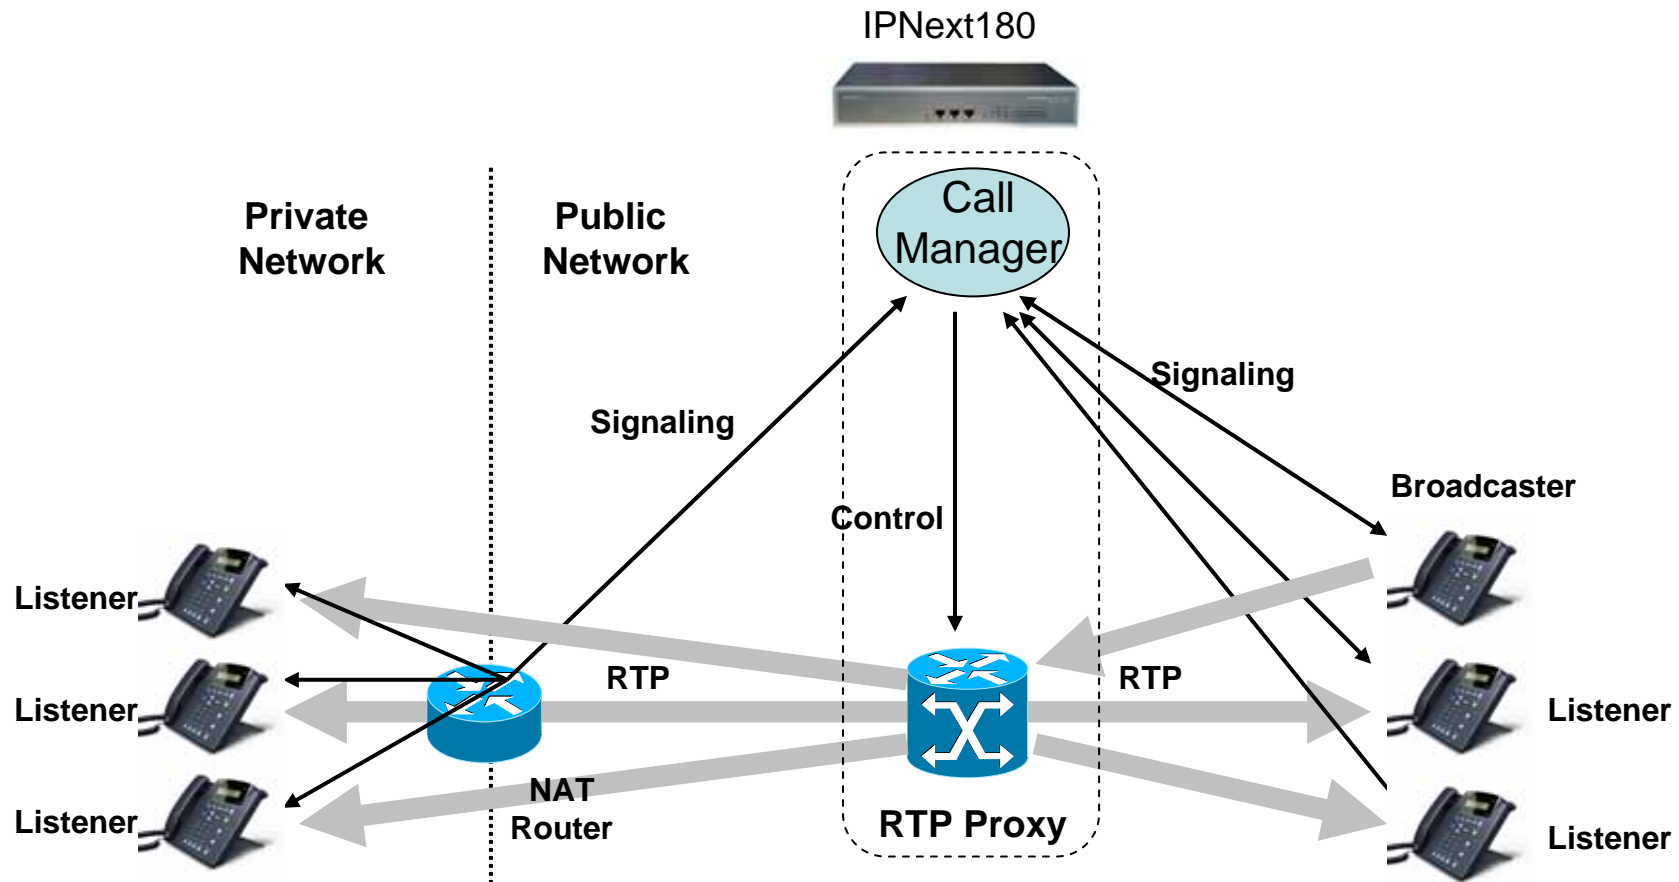 IPNext180
Call
Manager
Private
Network
Public
Network
Signaling
Signaling
Control
Broadcaster
Listener
Listener
Listener
RTP
RTP
Listener
Listener
NAT
Router
RTP Proxy